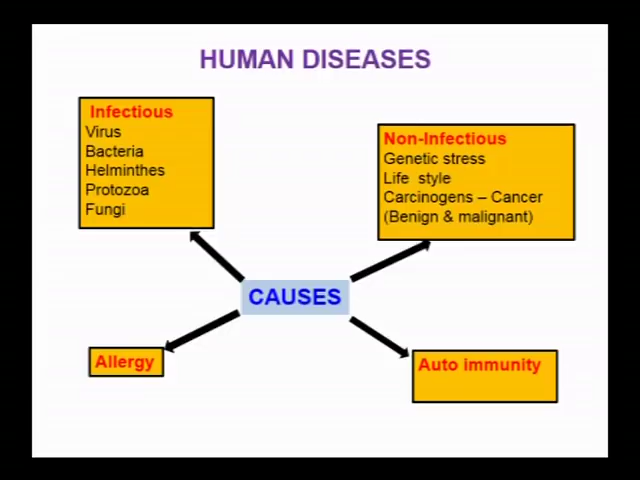 HUMAN DISEASES
Infectious
Virus
Bacteria
Helminthes
Protozoa
Fungi
Non-Infectious
Genetic stress
Life style
Carcinogens – Cancer
(Benign & malignant)
CAUSES
Allergy
Auto immunity